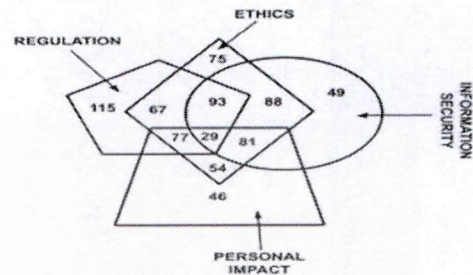 ETHICS
REGULATION
75
115
67
93
88
49
INFORMATION
SECURITY
77
29
81
54
46
PERSONAL
IMPACT